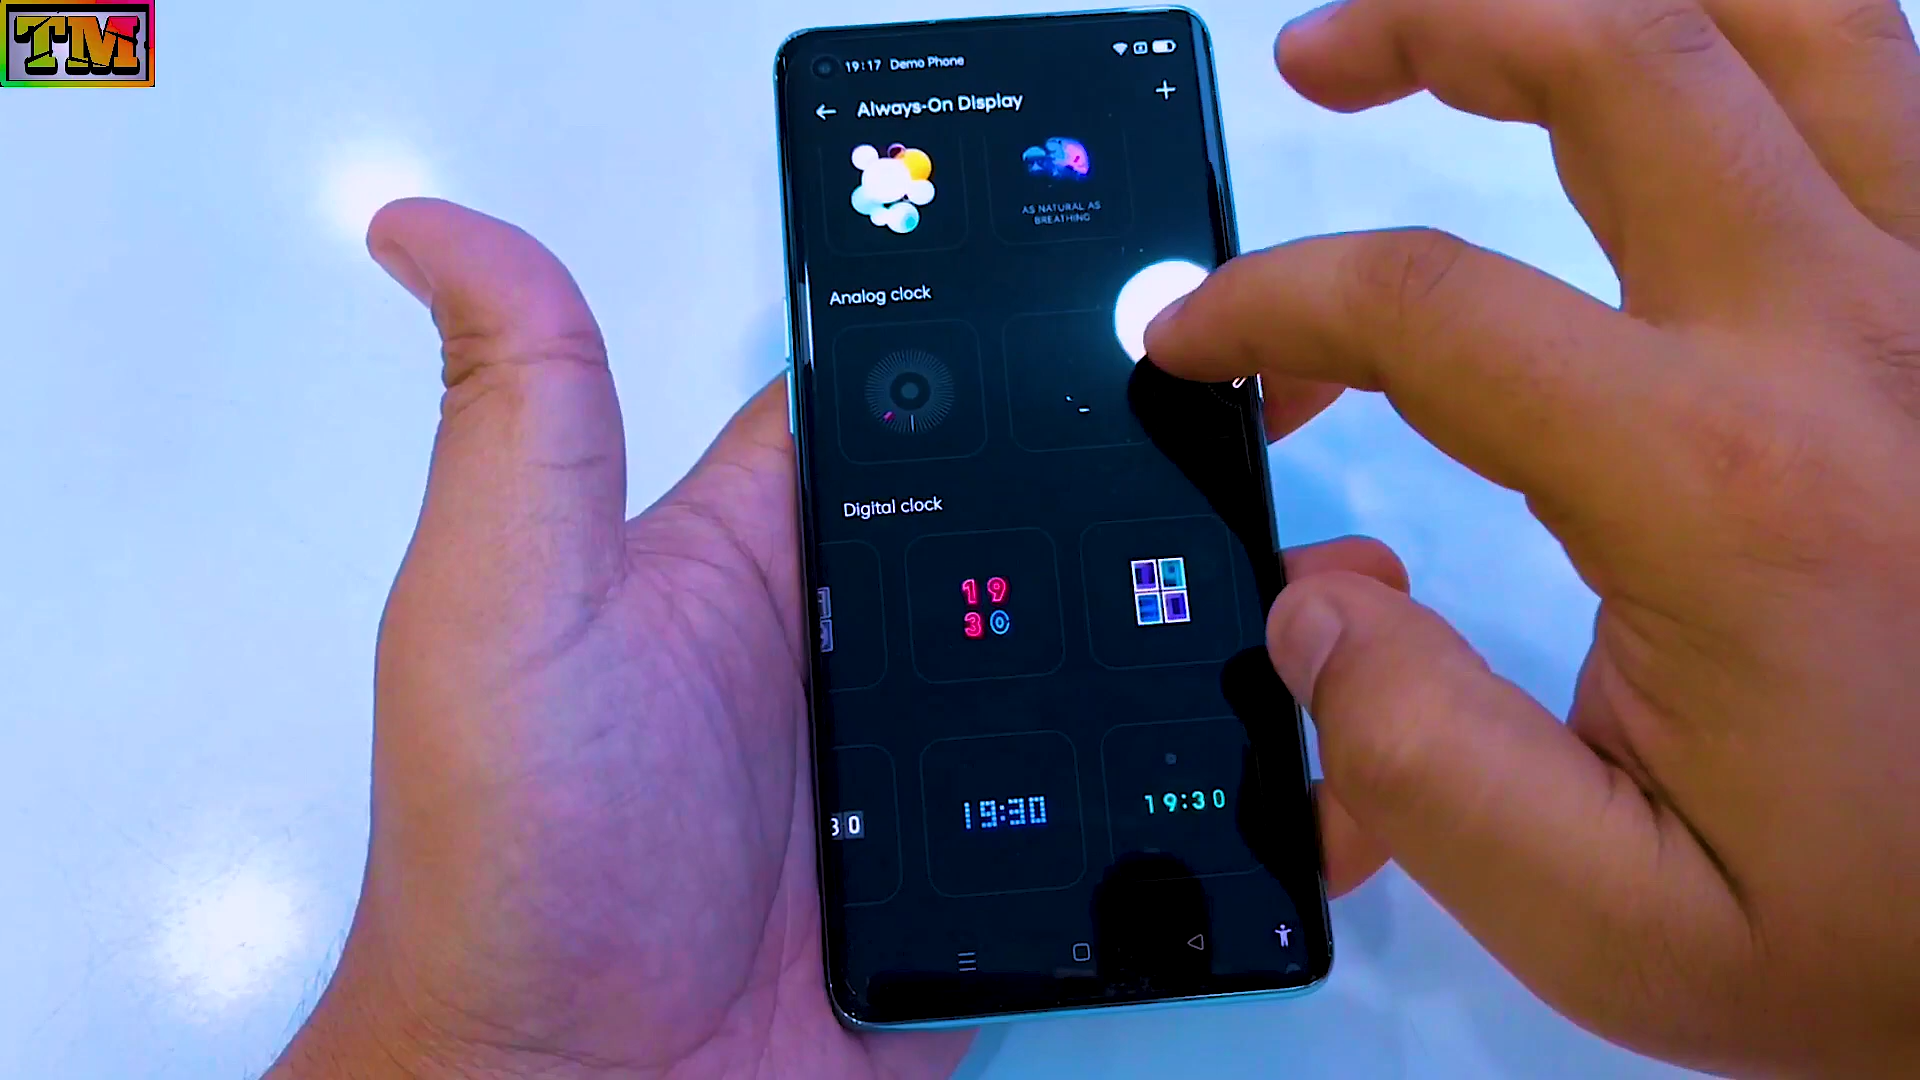 TM
19:17 Demo Phone
Always-On Display
AS NATURAL AS
BREATHING
Analog clock
Digital clock
19
30
30
19:30
19:30